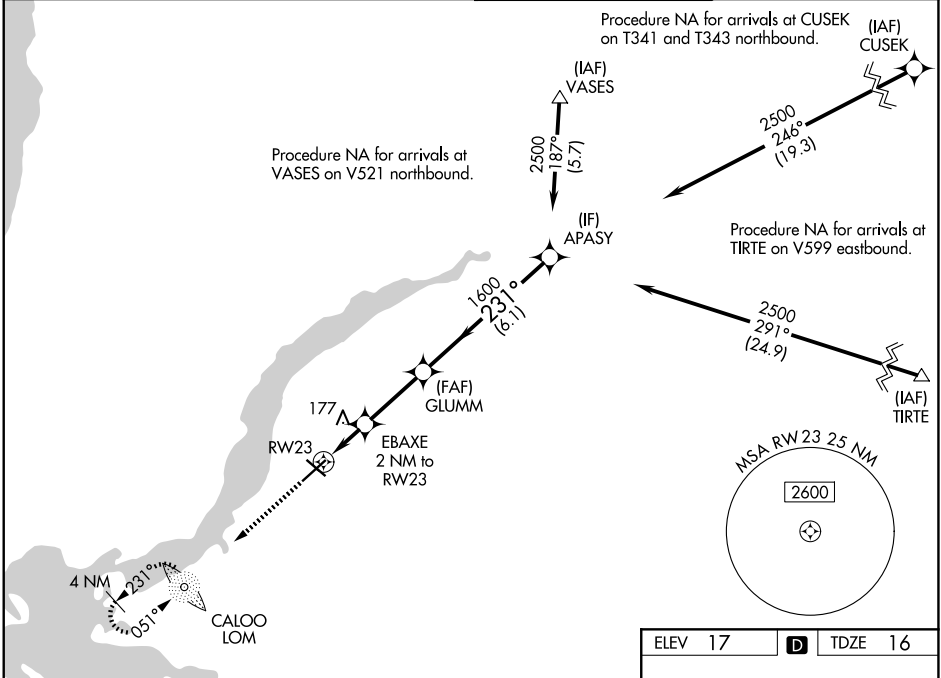 Procedure NA for arrivals at CUSEK
on T341 and T343 northbound.
(IAF)
CUSEK
(IAF)
VASES
2500
246°
(19.3)
2500
187°
(5.7)
Procedure NA for arrivals at
VASES on V521 northbound.
(IF)
APASY
Procedure NA for arrivals at
TIRTE on V599 eastbound.
1600
231°
(6.1)
2500
291°
(24.9)
(IAF)
TIRTE
(FAF)
GLUMM
177
EBAXE
2 NM to
RW23
RW23
MSA RW23 25 NM
2600
4 NM
231°
051°
CALOO
LOM
ELEV 17 D TDZE 16